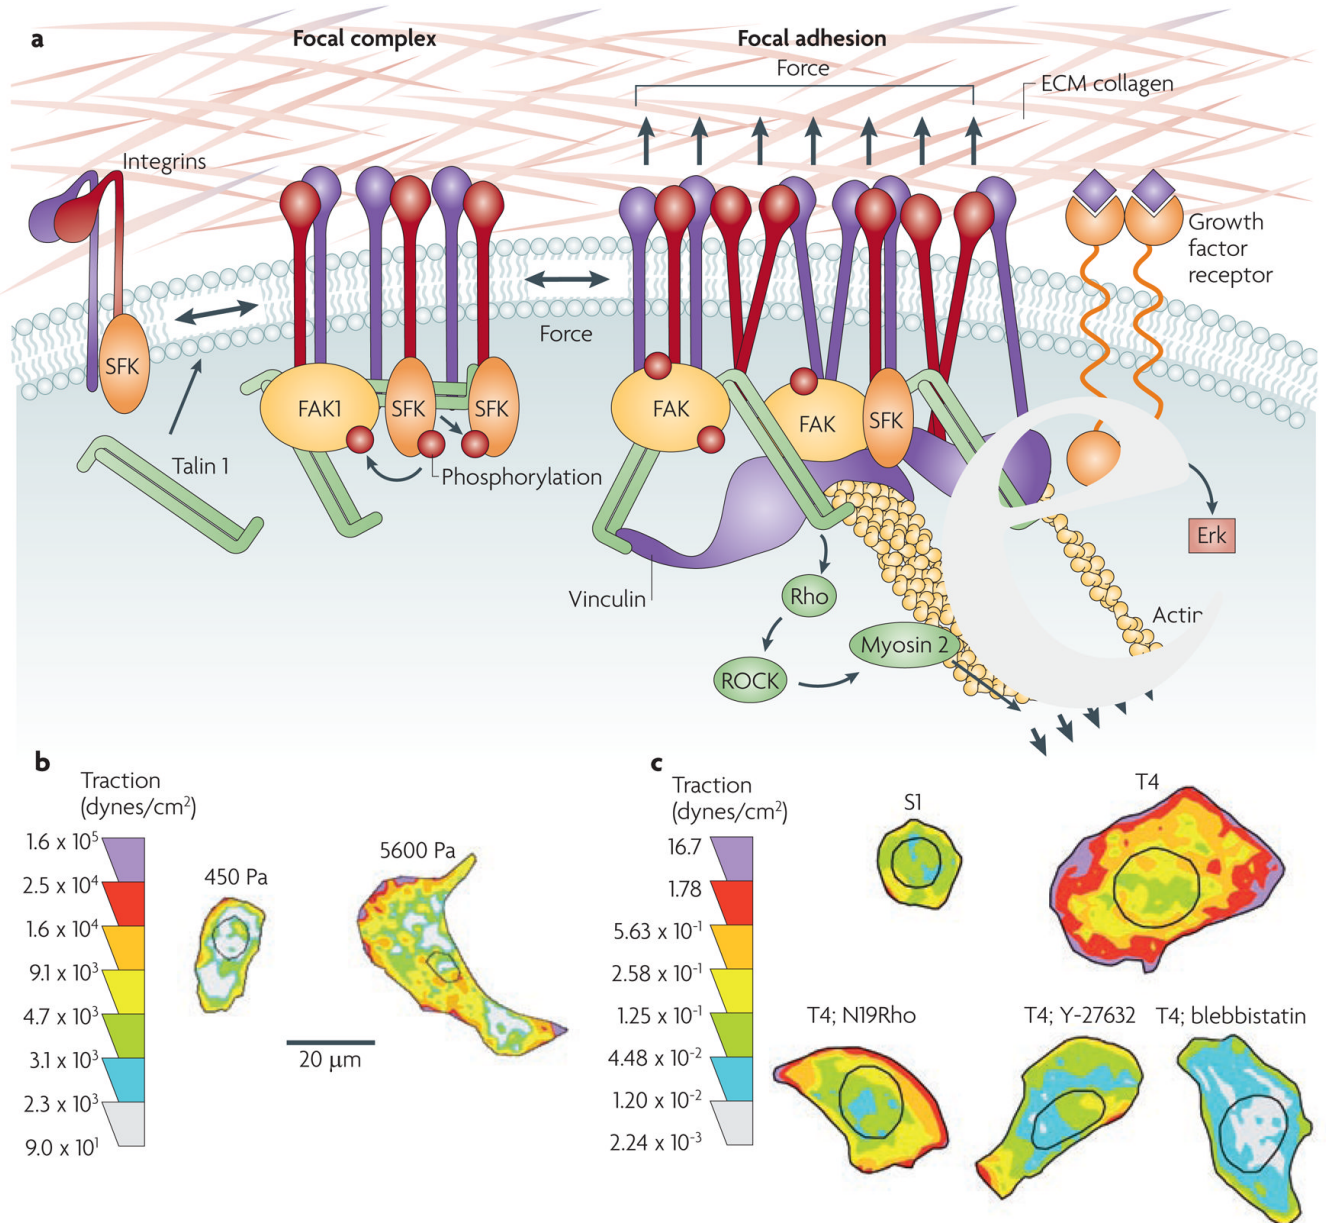 a
Focal complex
Focal adhesion
Force
ECM collagen
Integrins
Growth
factor
receptor
Force
SFK
FAK1
SFK
SFK
FAK
FAK
SFK
Talin 1
Phosphorylation
Erk
Vinculin
Rho
ROCK
Myosin 2
b
Traction
(dynes/cm²)
1.6 x 10⁵
2.5 x 10⁴
1.6 x 10⁴
9.1 x 10³
4.7 x 10³
3.1 x 10³
2.3 x 10³
9.0 x 10¹
450 Pa
5600 Pa
20 µm
c
Traction
(dynes/cm²)
16.7
1.78
5.63 x 10⁻¹
2.58 x 10⁻¹
1.25 x 10⁻¹
4.48 x 10⁻²
1.20 x 10⁻²
2.24 x 10⁻³
S1
T4
T4; N19Rho
T4; Y-27632
T4; blebbistatin